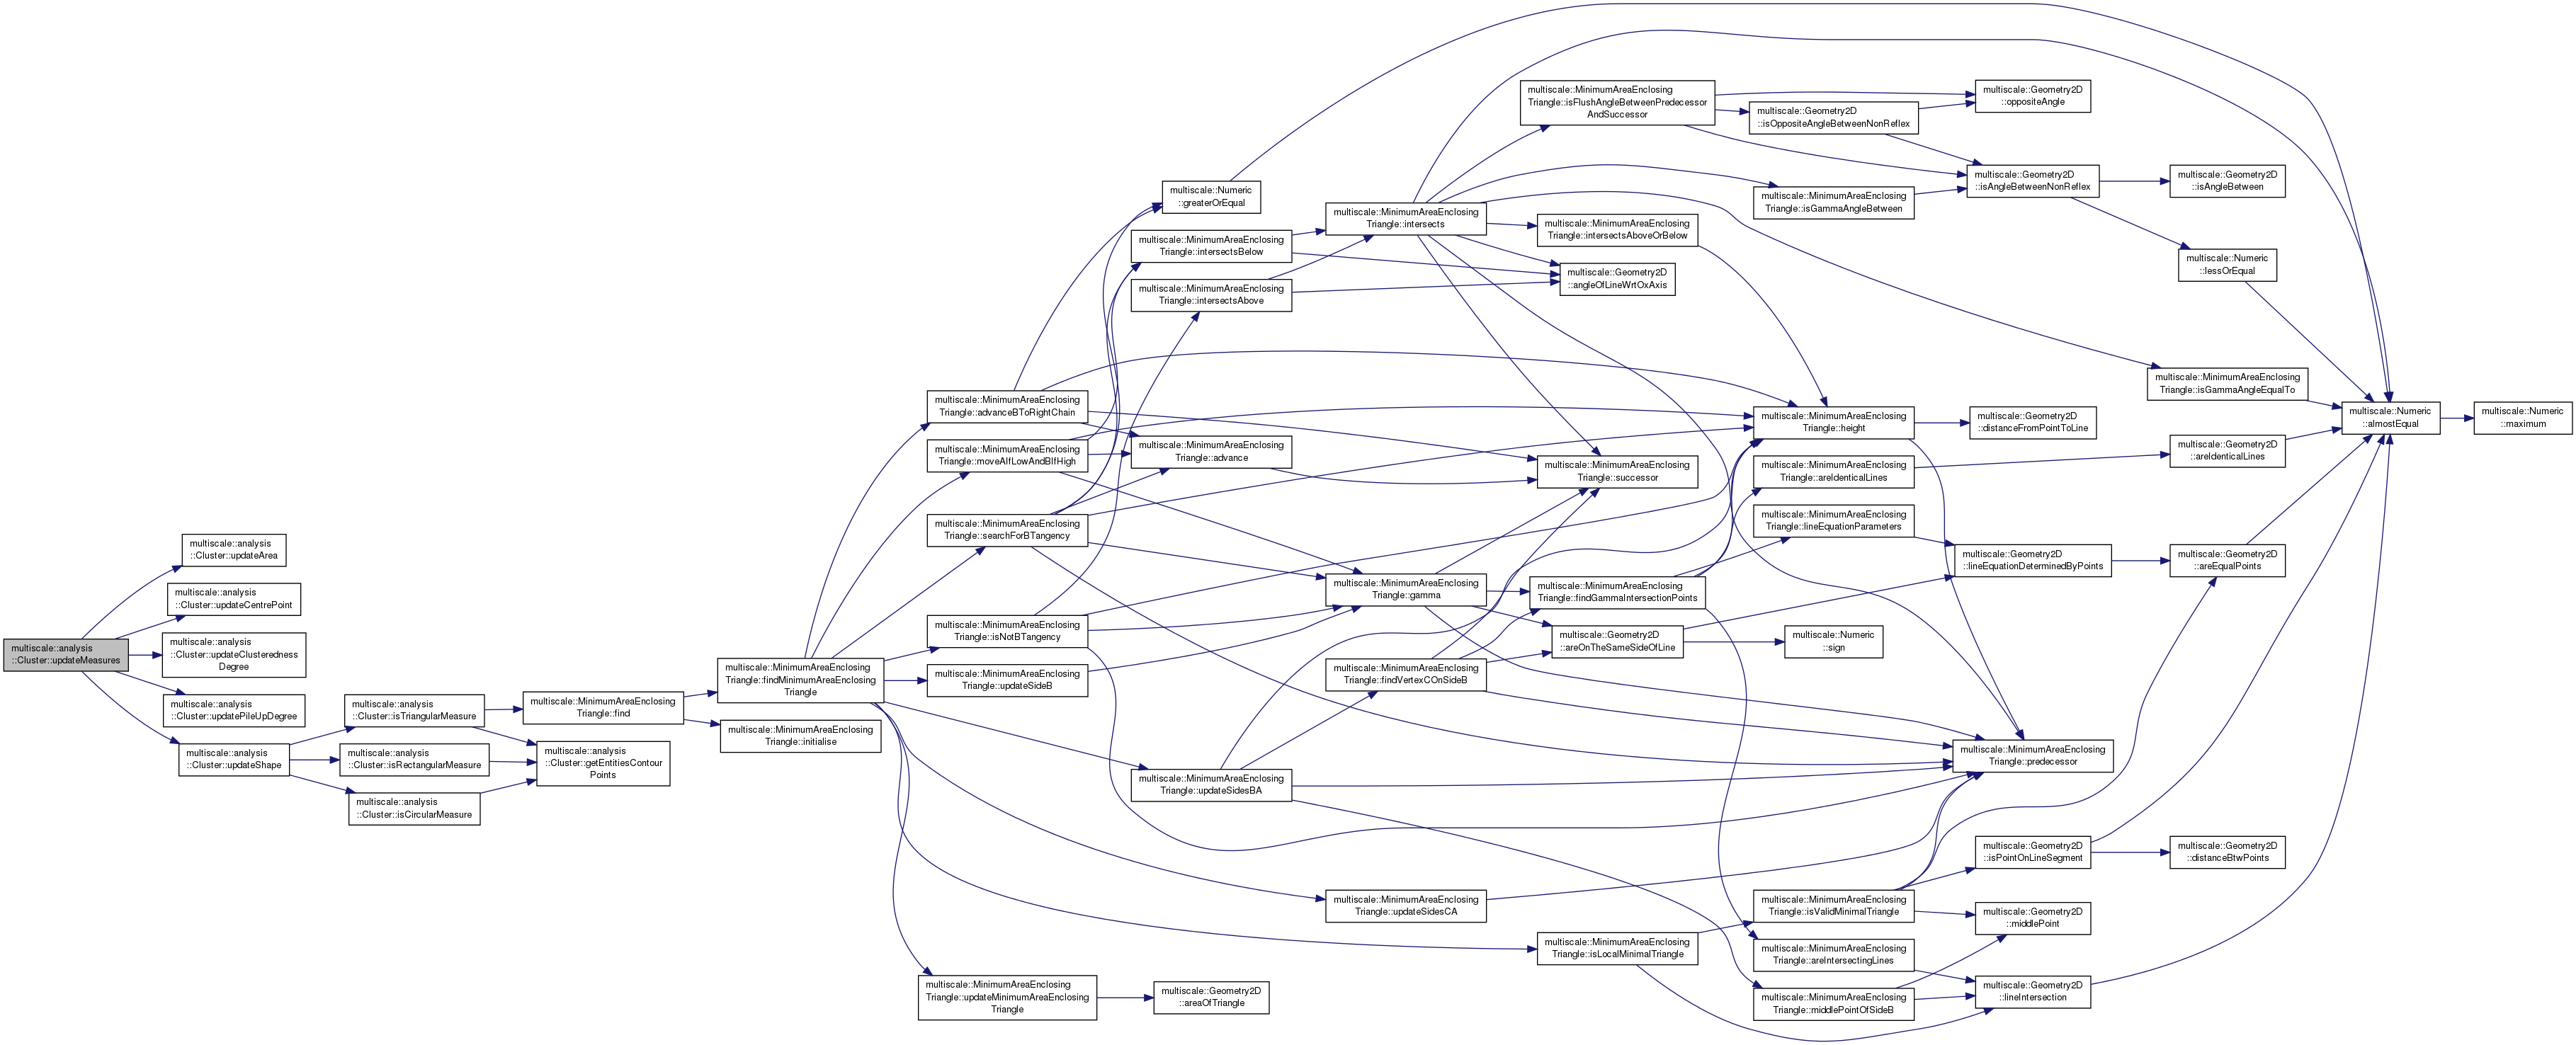 multiscale::analysis
::Cluster::updateMeasures
multiscale::analysis
::Cluster::updateArea
multiscale::analysis
::Cluster::updateCentrePoint
multiscale::analysis
::Cluster::updateClusteredness
Degree
multiscale::analysis
::Cluster::updatePileUpDegree
multiscale::analysis
::Cluster::updateShape
multiscale::analysis
::Cluster::isTriangularMeasure
multiscale::analysis
::Cluster::isRectangularMeasure
multiscale::analysis
::Cluster::isCircularMeasure
multiscale::MinimumAreaEnclosing
Triangle::find
multiscale::analysis
::Cluster::getEntitiesContour
Points
multiscale::MinimumAreaEnclosing
Triangle::findMinimumAreaEnclosing
Triangle
multiscale::MinimumAreaEnclosing
Triangle::initialise
multiscale::MinimumAreaEnclosing
Triangle::advanceBToRightChain
multiscale::MinimumAreaEnclosing
Triangle::moveAIfLowAndBIfHigh
multiscale::MinimumAreaEnclosing
Triangle::searchForBTangency
multiscale::MinimumAreaEnclosing
Triangle::isNotBTangency
multiscale::MinimumAreaEnclosing
Triangle::updateSideB
multiscale::MinimumAreaEnclosing
Triangle::updateMinimumAreaEnclosing
Triangle
multiscale::Numeric
::greaterOrEqual
multiscale::MinimumAreaEnclosing
Triangle::intersectsBelow
multiscale::MinimumAreaEnclosing
Triangle::intersectsAbove
multiscale::MinimumAreaEnclosing
Triangle::advance
multiscale::MinimumAreaEnclosing
Triangle::updateSidesBA
multiscale::Geometry2D
::areaOfTriangle
multiscale::MinimumAreaEnclosing
Triangle::intersects
multiscale::MinimumAreaEnclosing
Triangle::gamma
multiscale::MinimumAreaEnclosing
Triangle::findVertexCOnSideB
multiscale::MinimumAreaEnclosing
Triangle::updateSidesCA
multiscale::MinimumAreaEnclosing
Triangle::isFlushAngleBetweenPredecessor
AndSuccessor
multiscale::MinimumAreaEnclosing
Triangle::intersectsAboveOrBelow
multiscale::Geometry2D
::angleOfLineWrtOxAxis
multiscale::MinimumAreaEnclosing
Triangle::successor
multiscale::MinimumAreaEnclosing
Triangle::findGammaIntersectionPoints
multiscale::Geometry2D
::areOnTheSameSideOfLine
multiscale::MinimumAreaEnclosing
Triangle::isLocalMinimalTriangle
multiscale::Geometry2D
::isOppositeAngleBetweenNonReflex
multiscale::MinimumAreaEnclosing
Triangle::isGammaAngleBetween
multiscale::MinimumAreaEnclosing
Triangle::height
multiscale::MinimumAreaEnclosing
Triangle::areIdenticalLines
multiscale::MinimumAreaEnclosing
Triangle::lineEquationParameters
multiscale::Numeric
::sign
multiscale::MinimumAreaEnclosing
Triangle::isValidMinimalTriangle
multiscale::MinimumAreaEnclosing
Triangle::areIntersectingLines
multiscale::MinimumAreaEnclosing
Triangle::middlePointOfSideB
multiscale::Geometry2D
::oppositeAngle
multiscale::Geometry2D
::isAngleBetweenNonReflex
multiscale::Geometry2D
::distanceFromPointToLine
multiscale::Geometry2D
::lineEquationDeterminedByPoints
multiscale::MinimumAreaEnclosing
Triangle::predecessor
multiscale::Geometry2D
::isPointOnLineSegment
multiscale::Geometry2D
::middlePoint
multiscale::Geometry2D
::lineIntersection
multiscale::Geometry2D
::isAngleBetween
multiscale::Numeric
::lessOrEqual
multiscale::MinimumAreaEnclosing
Triangle::isGammaAngleEqualTo
multiscale::Geometry2D
::areIdenticalLines
multiscale::Geometry2D
::areEqualPoints
multiscale::Geometry2D
::distanceBtwPoints
multiscale::Numeric
::almostEqual
multiscale::Numeric
::maximum